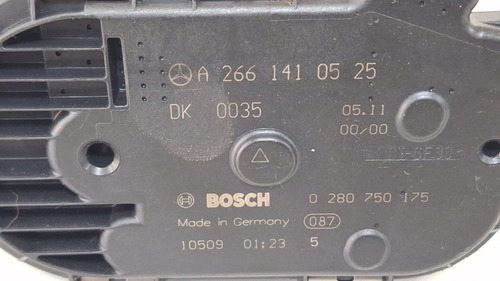 A 266 141 05 25
DK 0035
05.11
00/00
BOSCH 0 280 750 175
Made in Germany 087
10509 01:23 5